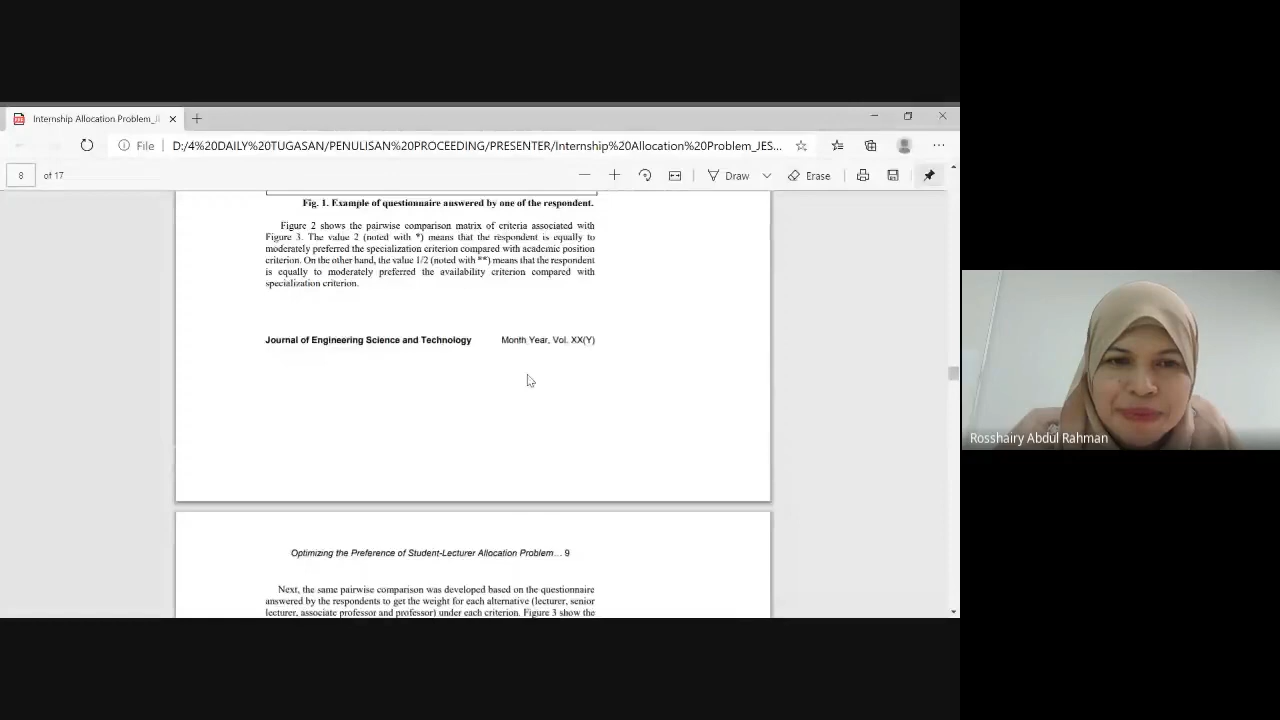 Internship Allocation Problem_JI
File
D:/4%20DAILY%20TUGASAN/PENULISAN%20PROCEEDING/PRESENTER/Internship%20Allocation%20Problem_JES...
8 of 17
Draw
Erase
Fig. 1. Example of questionnaire answered by one of the respondent.
Figure 2 shows the pairwise comparison matrix of criteria associated with
Figure 3. The value 2 (noted with *) means that the respondent is equally to
moderately preferred the specialization criterion compared with academic position
criterion. On the other hand, the value 1/2 (noted with **) means that the respondent
is equally to moderately preferred the availability criterion compared with
specialization criterion.
Journal of Engineering Science and Technology Month Year, Vol. XX(Y)
Optimizing the Preference of Student-Lecturer Allocation Problem… 9
Next, the same pairwise comparison was developed based on the questionnaire
answered by the respondents to get the weight for each alternative (lecturer, senior
lecturer, associate professor and professor) under each criterion. Figure 3 show the
Rosshairy Abdul Rahman